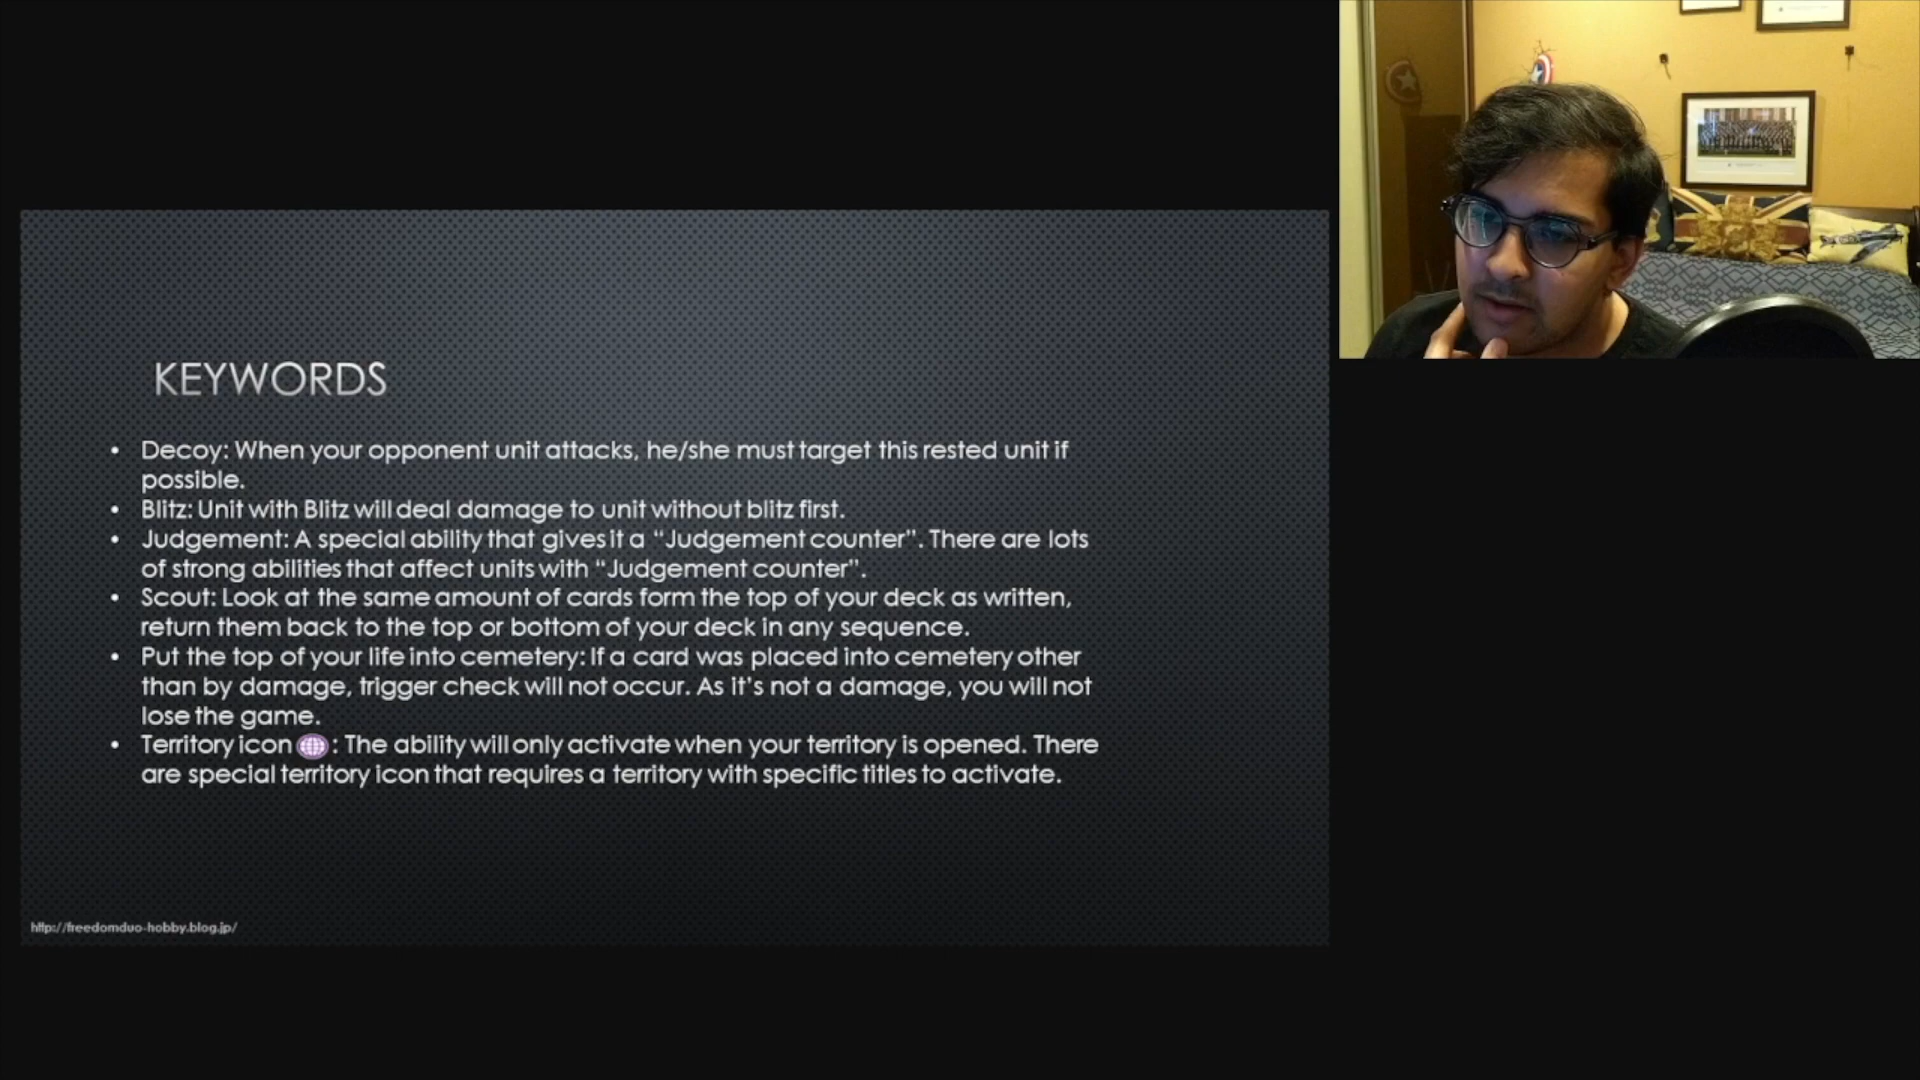 KEYWORDS
• Decoy: When your opponent unit attacks, he/she must target this rested unit if
possible.
• Blitz: Unit with Blitz will deal damage to unit without blitz first.
• Judgement: A special ability that gives it a “Judgement counter”. There are lots
of strong abilities that affect units with “Judgement counter”.
• Scout: Look at the same amount of cards form the top of your deck as written,
return them back to the top or bottom of your deck in any sequence.
• Put the top of your life into cemetery: If a card was placed into cemetery other
than by damage, trigger check will not occur. As it's not a damage, you will not
lose the game.
• Territory icon : The ability will only activate when your territory is opened. There
are special territory icon that requires a territory with specific titles to activate.
http://freedomduo-hobby.blog.jp/